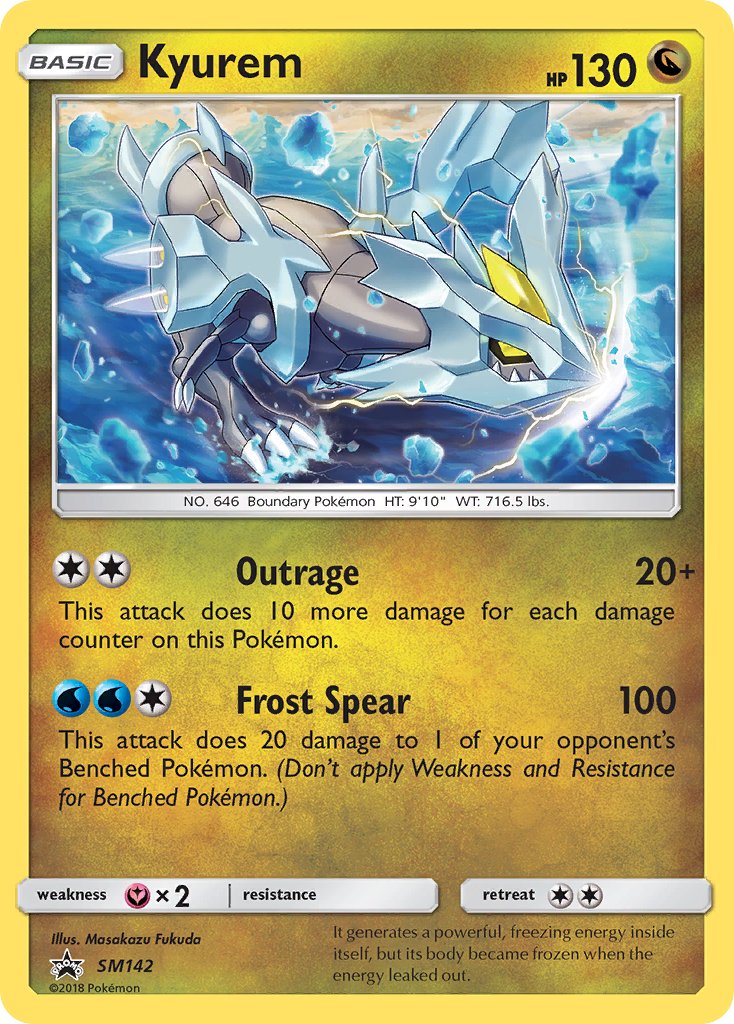 BASIC Kyurem HP 130
NO. 646 Boundary Pokémon HT: 9'10" WT: 716.5 lbs.
Outrage 20+
This attack does 10 more damage for each damage
counter on this Pokémon.
Frost Spear 100
This attack does 20 damage to 1 of your opponent's
Benched Pokémon. (Don't apply Weakness and Resistance
for Benched Pokémon.)
weakness ×2 resistance retreat
Illus. Masakazu Fukuda
PROMO SM142
©2018 Pokémon
It generates a powerful, freezing energy inside
itself, but its body became frozen when the
energy leaked out.